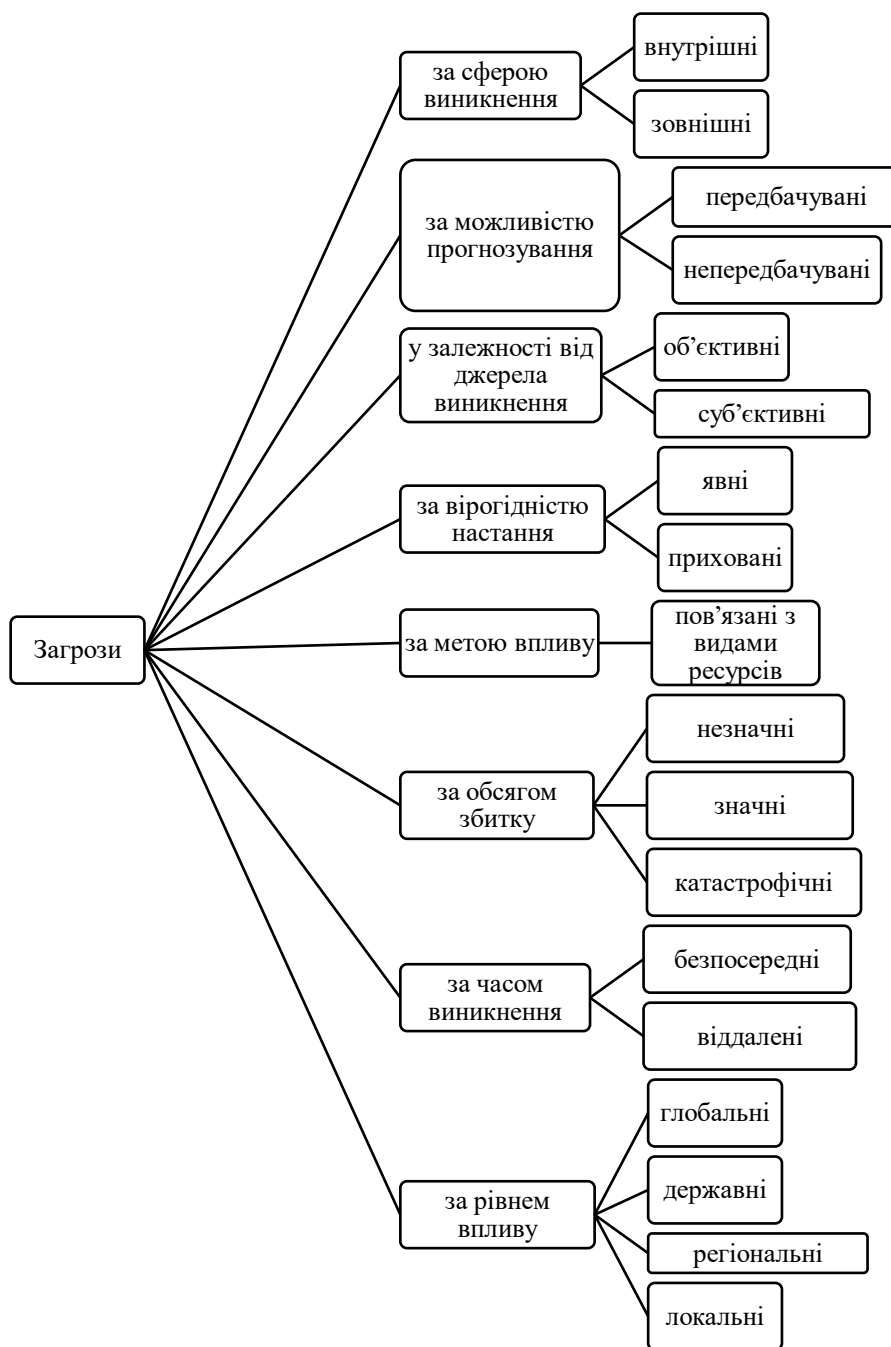 Загрози
за сферою
виникнення
внутрішні
зовнішні
за можливістю
прогнозування
передбачувані
непередбачувані
у залежності від
джерела
виникнення
об’єктивні
суб’єктивні
за вірогідністю
настання
явні
приховані
за метою впливу
пов’язані з
видами
ресурсів
за обсягом
збитку
незначні
значні
катастрофічні
за часом
виникнення
безпосередні
віддалені
за рівнем
впливу
глобальні
державні
регіональні
локальні